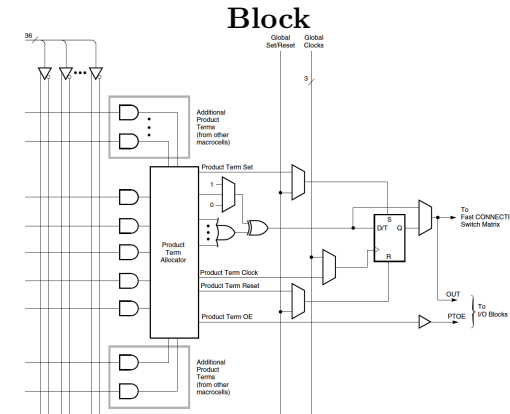 Block
36
Global
Set/Reset
Global
Clocks
3
Additional
Product
Terms
(from other
macrocells)
Product Term Set
1
0
Product
Term
Allocator
S
D/T
Q
R
To
Fast CONNECTI
Switch Matrix
Product Term Clock
Product Term Reset
Product Term OE
OUT
PTOE
To
I/O Blocks
Additional
Product
Terms
(from other
macrocells)